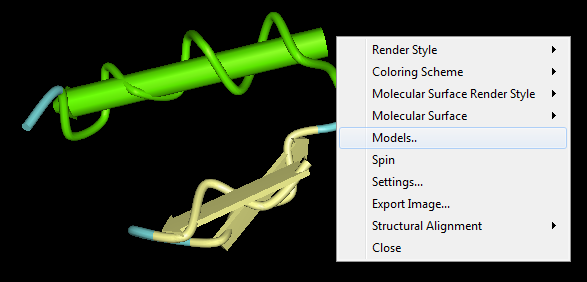 Render Style
Coloring Scheme
Molecular Surface Render Style
Molecular Surface
Models..
Spin
Settings...
Export Image...
Structural Alignment
Close